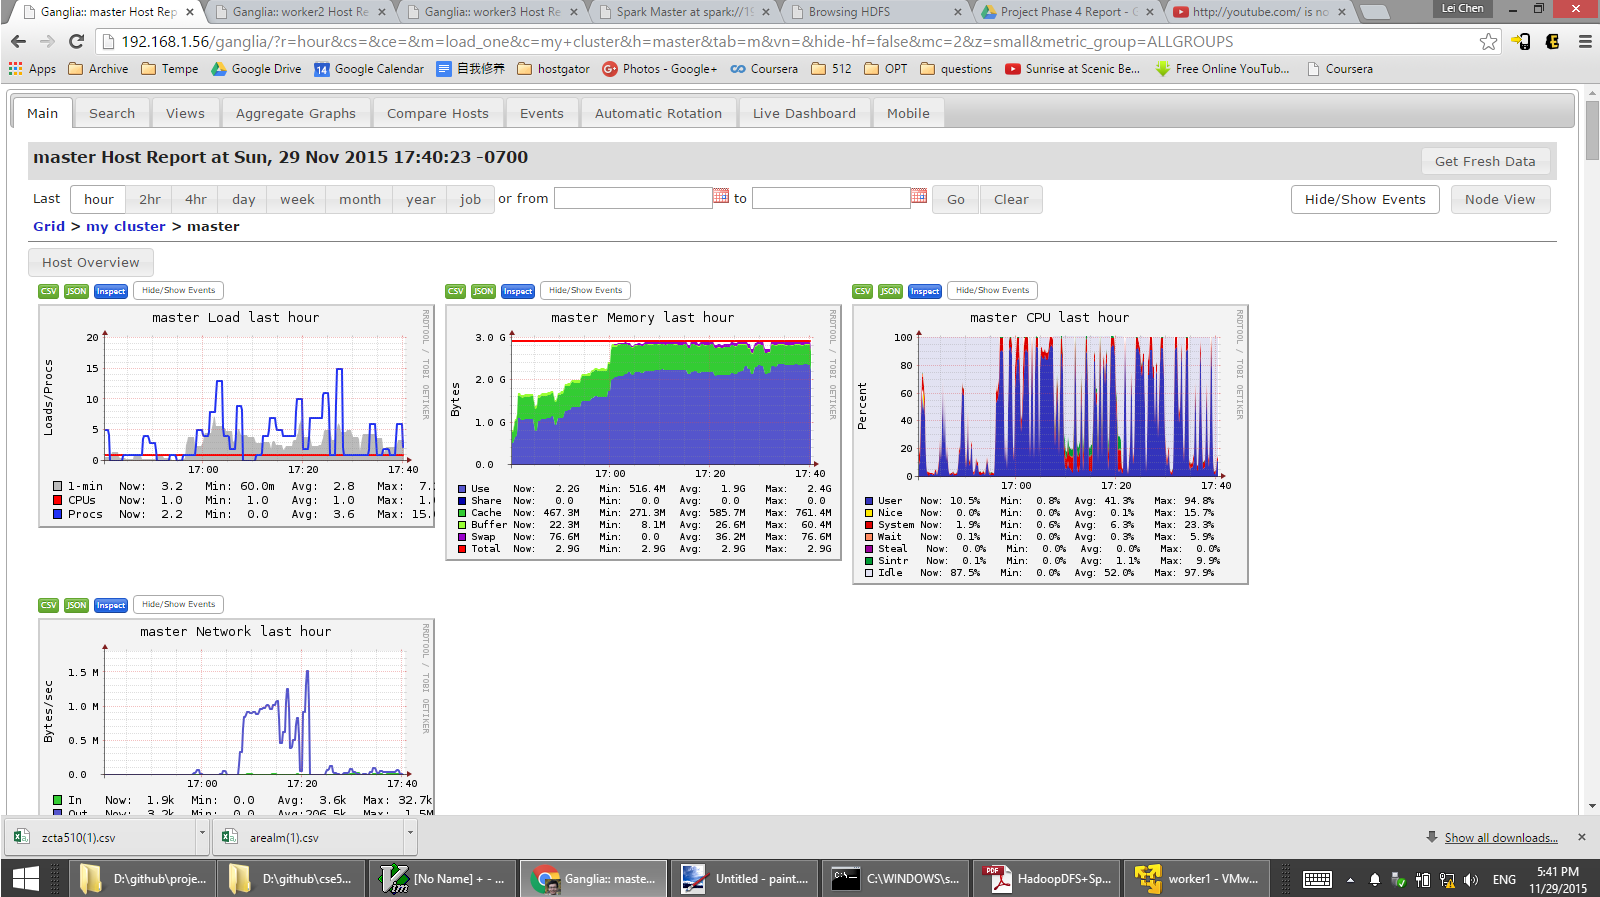 Ganglia:: master Host Rep
Ganglia:: worker2 Host Re
Ganglia:: worker3 Host Re
Spark Master at spark://19
Browsing HDFS
Project Phase 4 Report - G
http://youtube.com/ is no
Lei Chen
192.168.1.56/ganglia/?r=hour&cs=&ce=&m=load_one&c=my+cluster&h=master&tab=m&vn=&hide-hf=false&mc=2&z=small&metric_group=ALLGROUPS
Apps Archive Tempe Google Drive 14 Google Calendar 自我修养 hostgator Photos - Google+ Coursera 512 OPT questions Sunrise at Scenic Be... Free Online YouTub... Coursera
Main Search Views Aggregate Graphs Compare Hosts Events Automatic Rotation Live Dashboard Mobile
master Host Report at Sun, 29 Nov 2015 17:40:23 -0700
Get Fresh Data
Last hour 2hr 4hr day week month year job or from to Go Clear
Hide/Show Events Node View
Grid > my cluster > master
Host Overview
CSV JSON Inspect Hide/Show Events
master Load last hour
RRDTOOL / TOBI OETIKER
Loads/Procs
20
15
10
5
0
17:00 17:20 17:40
1-min Now: 3.2 Min: 60.0m Avg: 2.8 Max: 7.
CPUs Now: 1.0 Min: 1.0 Avg: 1.0 Max: 1.
Procs Now: 2.2 Min: 0.0 Avg: 3.6 Max: 15.
CSV JSON Inspect Hide/Show Events
master Memory last hour
RRDTOOL / TOBI OETIKER
Bytes
3.0 G
2.0 G
1.0 G
0.0
17:00 17:20 17:40
Use Now: 2.2G Min: 516.4M Avg: 1.9G Max: 2.4G
Share Now: 0.0 Min: 0.0 Avg: 0.0 Max: 0.0
Cache Now: 467.3M Min: 271.3M Avg: 585.7M Max: 761.4M
Buffer Now: 22.3M Min: 8.1M Avg: 26.6M Max: 60.4M
Swap Now: 76.6M Min: 0.0 Avg: 36.2M Max: 76.6M
Total Now: 2.9G Min: 2.9G Avg: 2.9G Max: 2.9G
CSV JSON Inspect Hide/Show Events
master CPU last hour
RRDTOOL / TOBI OETIKER
Percent
100
80
60
40
20
0
17:00 17:20 17:40
User Now: 10.5% Min: 0.8% Avg: 41.3% Max: 94.8%
Nice Now: 0.0% Min: 0.0% Avg: 0.1% Max: 15.7%
System Now: 1.9% Min: 0.6% Avg: 6.3% Max: 23.3%
Wait Now: 0.1% Min: 0.0% Avg: 0.3% Max: 5.9%
Steal Now: 0.0% Min: 0.0% Avg: 0.0% Max: 0.0%
Sintr Now: 0.1% Min: 0.0% Avg: 1.1% Max: 9.9%
Idle Now: 87.5% Min: 0.0% Avg: 52.0% Max: 97.9%
CSV JSON Inspect Hide/Show Events
master Network last hour
RRDTOOL / TOBI OETIKER
Bytes/sec
1.5 M
1.0 M
0.5 M
0.0
17:00 17:20 17:40
In Now: 1.9k Min: 0.0 Avg: 3.6k Max: 32.7k
Out Now: 3.2k Min: 0.0 Avg:206.5k Max: 1.5M
zcta510(1).csv arealm(1).csv Show all downloads...
D:\github\proje... D:\github\cse5... [No Name] + - ... Ganglia:: maste... Untitled - paint.... C:\WINDOWS\s... PDF HadoopDFS+Sp... worker1 - VMw... ENG 5:41 PM
11/29/2015